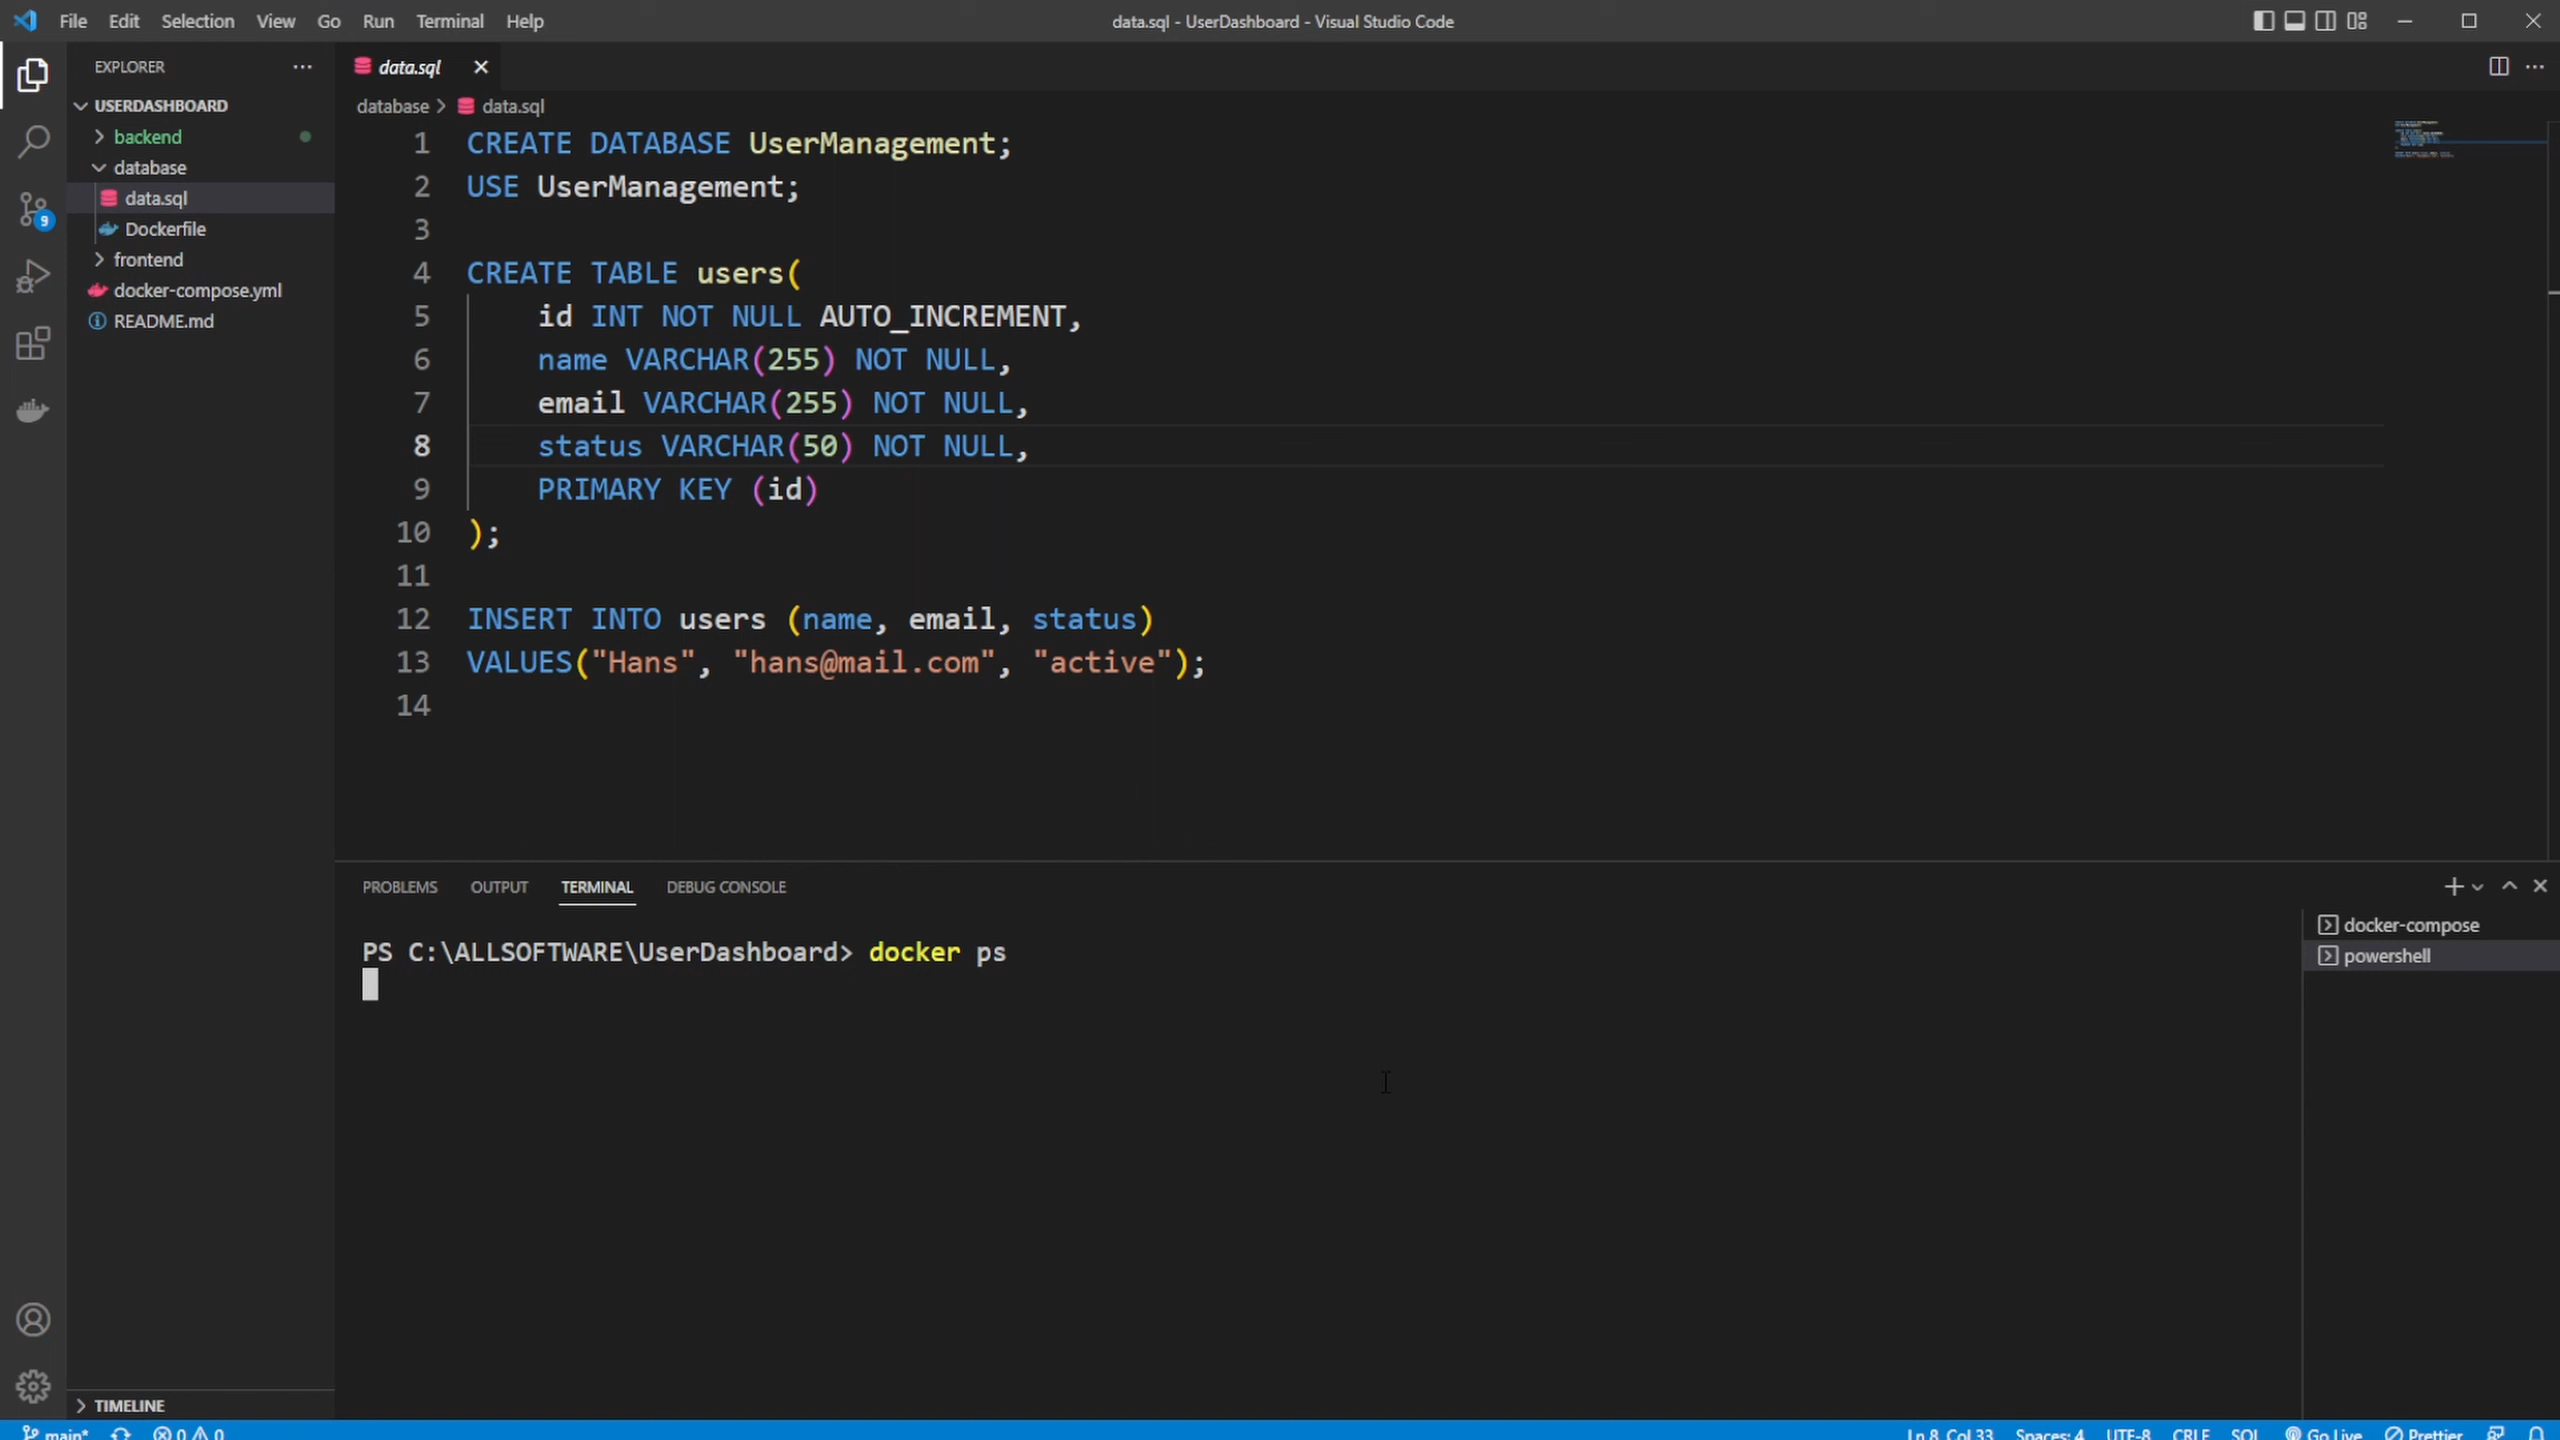 File Edit Selection View Go Run Terminal Help
data.sql - UserDashboard - Visual Studio Code
EXPLORER
USERDASHBOARD
backend
database
data.sql
Dockerfile
frontend
docker-compose.yml
README.md
9
TIMELINE
data.sql
database > data.sql
1 CREATE DATABASE UserManagement;
2 USE UserManagement;
3
4 CREATE TABLE users(
5 id INT NOT NULL AUTO_INCREMENT,
6 name VARCHAR(255) NOT NULL,
7 email VARCHAR(255) NOT NULL,
8 status VARCHAR(50) NOT NULL,
9 PRIMARY KEY (id)
10 );
11
12 INSERT INTO users (name, email, status)
13 VALUES("Hans", "hans@mail.com", "active");
14
PROBLEMS OUTPUT TERMINAL DEBUG CONSOLE
PS C:\ALLSOFTWARE\UserDashboard> docker ps
docker-compose
powershell
main* 0 0 Ln 8, Col 33 Spaces: 4 UTF-8 CRLF SQL Go Live Prettier